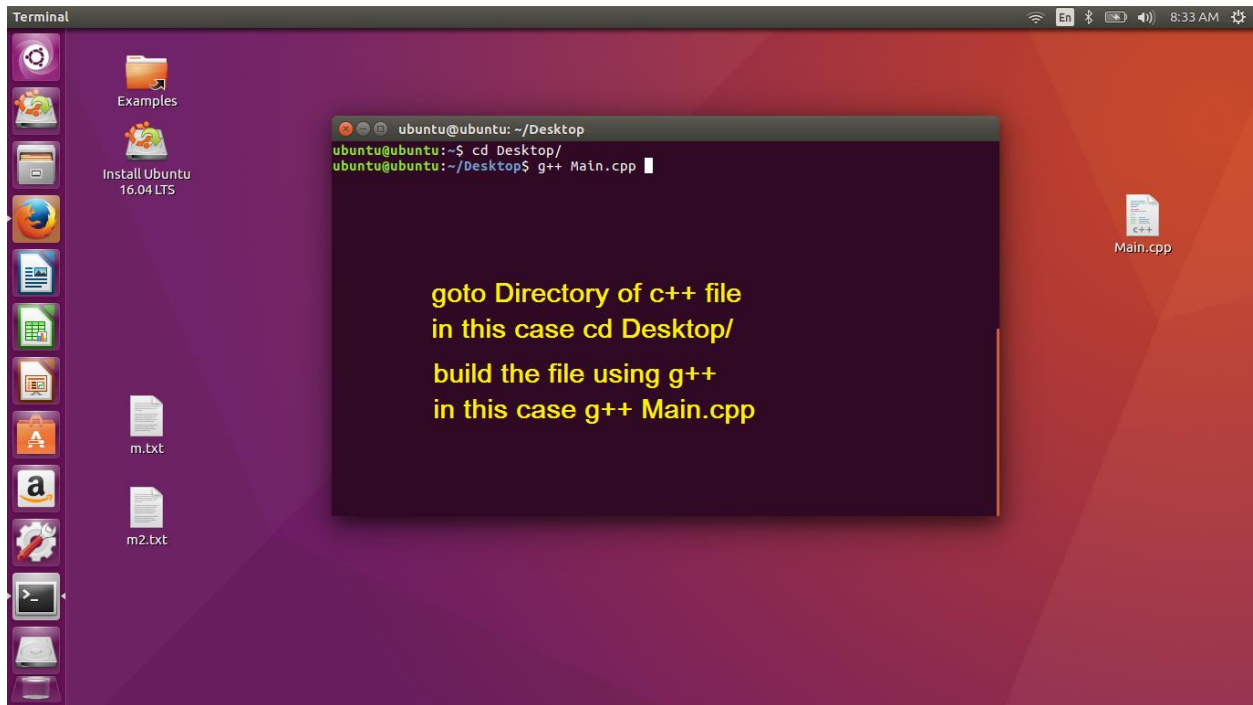 Terminal
En
8:33 AM
Examples
Install Ubuntu
16.04 LTS
ubuntu@ubuntu: ~/Desktop
ubuntu@ubuntu:~$ cd Desktop/
ubuntu@ubuntu:~/Desktop$ g++ Main.cpp
c++
Main.cpp
goto Directory of c++ file
in this case cd Desktop/
build the file using g++
in this case g++ Main.cpp
A
m.txt
a
m2.txt
>_